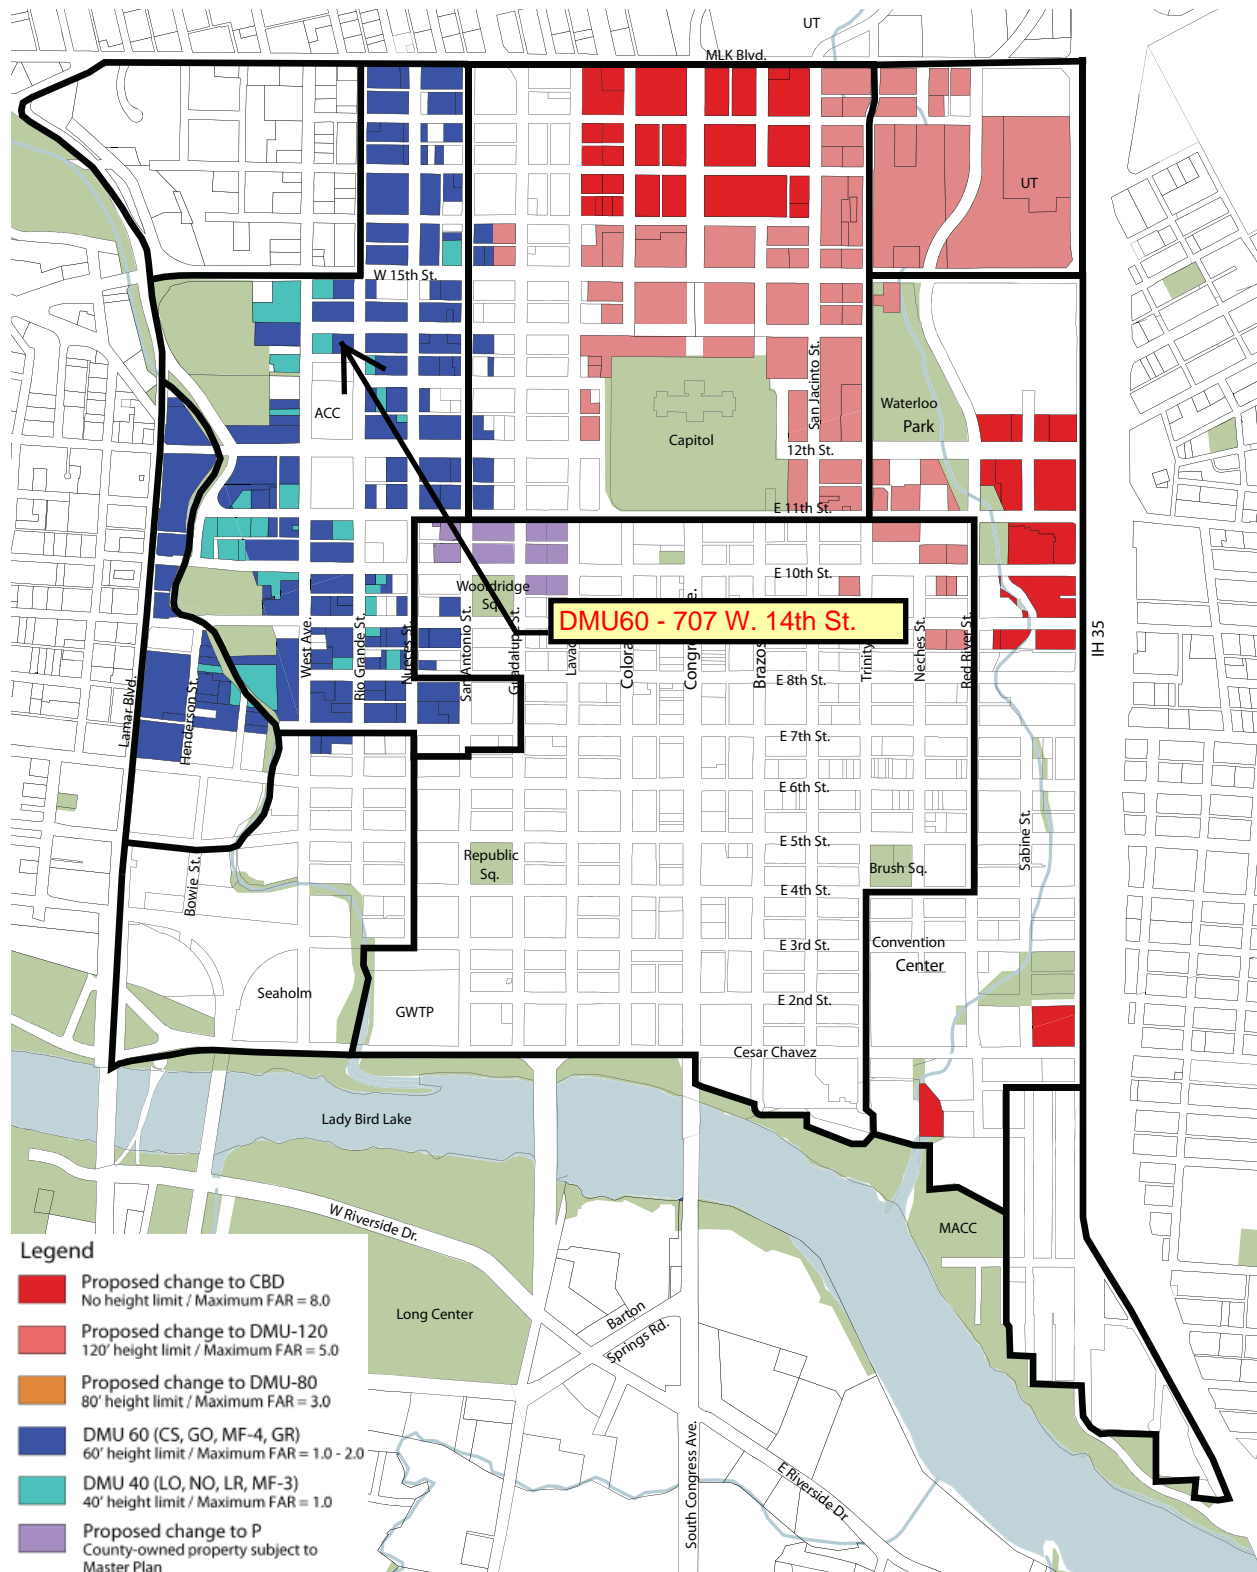 UT
MLK Blvd.
UT
W 15th St.
San Jacinto St.
Waterloo
Park
ACC
Capitol
12th St.
E 11th St.
E 10th St.
Wooldridge
Sq.
DMU60 - 707 W. 14th St.
West Ave.
Rio Grande St.
Nueces St.
San Antonio St.
Guadalupe St.
Lavac
Colora
Congre
e.
Brazos
Trinity
Neches St.
Red River St.
IH 35
E 8th St.
Lamar Blvd.
Henderson St.
E 7th St.
E 6th St.
E 5th St.
Sabine St.
Republic
Sq.
Brush Sq.
E 4th St.
Bowie St.
E 3rd St.
Convention
Center
Seaholm
GWTP
E 2nd St.
Cesar Chavez
Lady Bird Lake
W Riverside Dr.
MACC
Long Center
Barton
Springs Rd.
South Congress Ave.
E Riverside Dr
Legend
Proposed change to CBD
No height limit / Maximum FAR = 8.0
Proposed change to DMU-120
120' height limit / Maximum FAR = 5.0
Proposed change to DMU-80
80' height limit / Maximum FAR = 3.0
DMU 60 (CS, GO, MF-4, GR)
60' height limit / Maximum FAR = 1.0 - 2.0
DMU 40 (LO, NO, LR, MF-3)
40' height limit / Maximum FAR = 1.0
Proposed change to P
County-owned property subject to
Master Plan